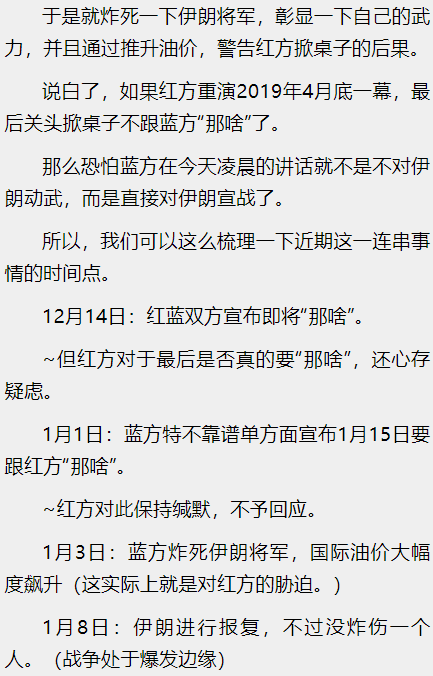 于是就炸死一下伊朗将军，彰显一下自己的武
力，并且通过推升油价，警告红方掀桌子的后果。
说白了，如果红方重演2019年4月底一幕，最
后关头掀桌子不跟蓝方“那啥”了。
那么恐怕蓝方在今天凌晨的讲话就不是不对伊
朗动武，而是直接对伊朗宣战了。
所以，我们可以这么梳理一下近期这一连串事
情的时间点。
12月14日：红蓝双方宣布即将“那啥”。
~但红方对于最后是否真的要“那啥”，还心存
疑虑。
1月1日：蓝方特不靠谱单方面宣布1月15日要
跟红方“那啥”。
~红方对此保持缄默，不予回应。
1月3日：蓝方炸死伊朗将军，国际油价大幅
度飙升（这实际上就是对红方的胁迫。）
1月8日：伊朗进行报复，不过没炸伤一个
人。（战争处于爆发边缘）